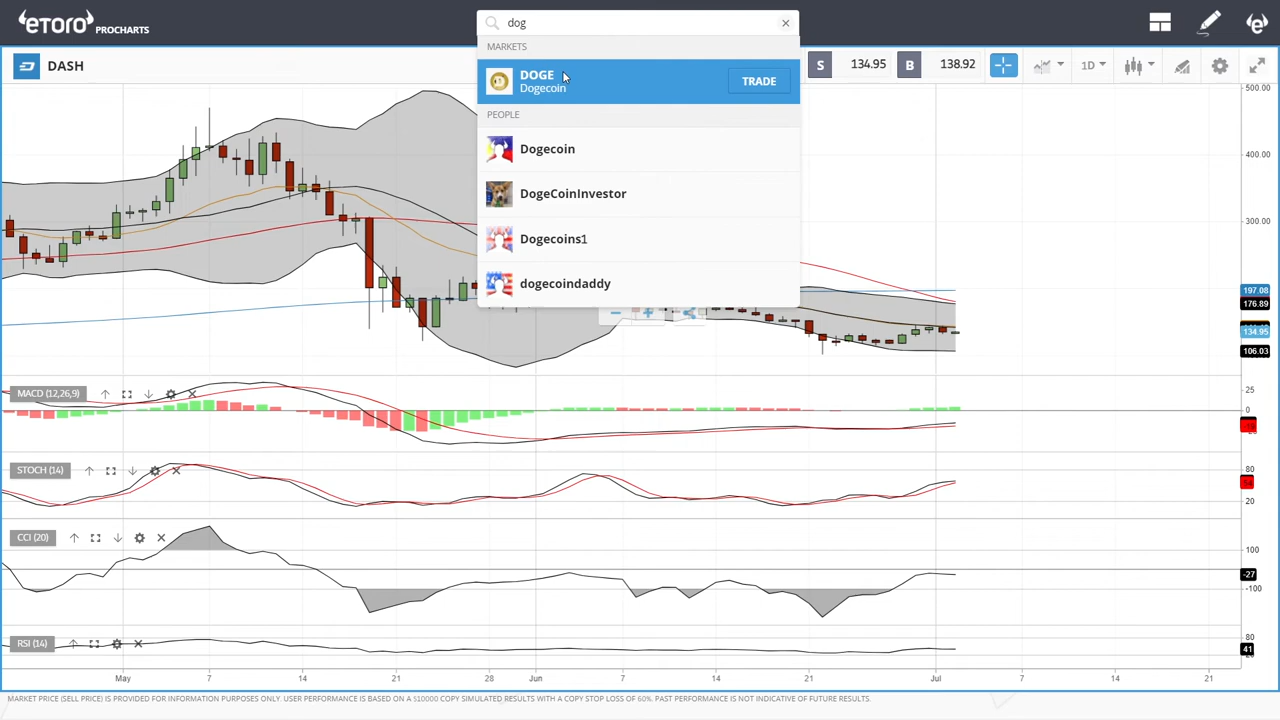 eToro PROCHARTS
dog
MARKETS
DASH
DOGE
Dogecoin
TRADE
S 134.95 B 138.92
1D
PEOPLE
Dogecoin
DogeCoinInvestor
Dogecoins1
dogecoindaddy
500.00
400.00
300.00
197.08
176.89
134.95
106.03
MACD (12,26,9)
25
0
STOCH (14)
80
54
20
CCI (20)
100
-27
-100
RSI (14)
80
41
May 7 14 21 28 Jun 7 14 21 Jul 7 14 21
MARKET PRICE (SELL PRICE) IS PROVIDED FOR INFORMATION PURPOSES ONLY. USER PERFORMANCE IS BASED ON A $10000 COPY SIMULATED RESULTS WITH A COPY STOP LOSS OF 60%. PAST PERFORMANCE IS NOT INDICATIVE OF FUTURE RESULTS.